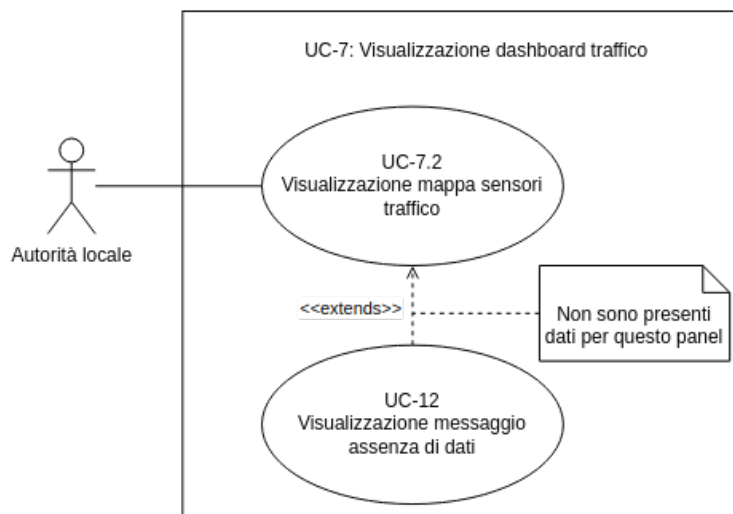 UC-7: Visualizzazione dashboard traffico
UC-7.2
Visualizzazione mappa sensori
traffico
Autorità locale
<<extends>>
Non sono presenti
dati per questo panel
UC-12
Visualizzazione messaggio
assenza di dati